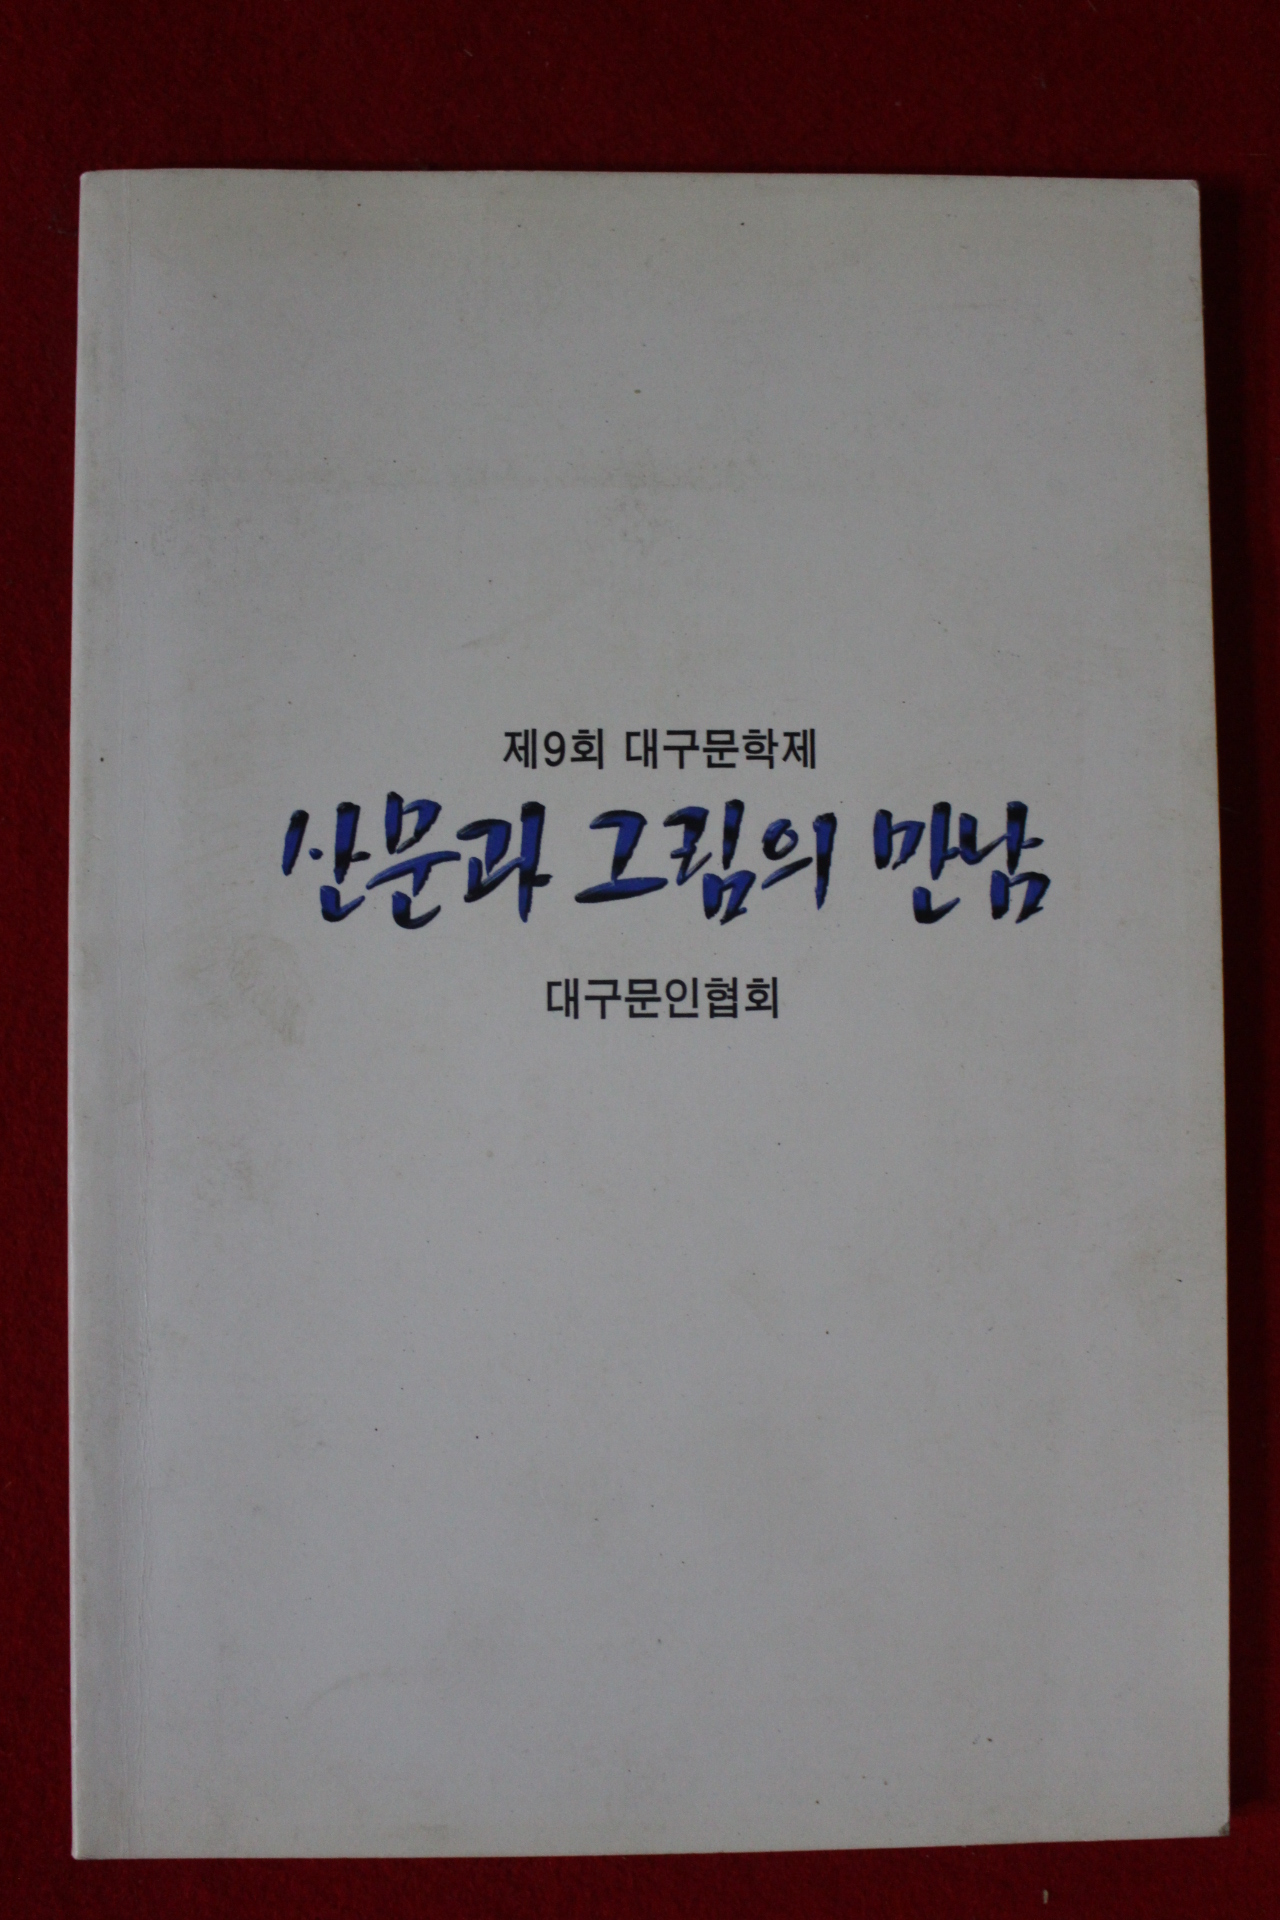 제9회 대구문학제
산문과 그림의 만남
대구문인협회